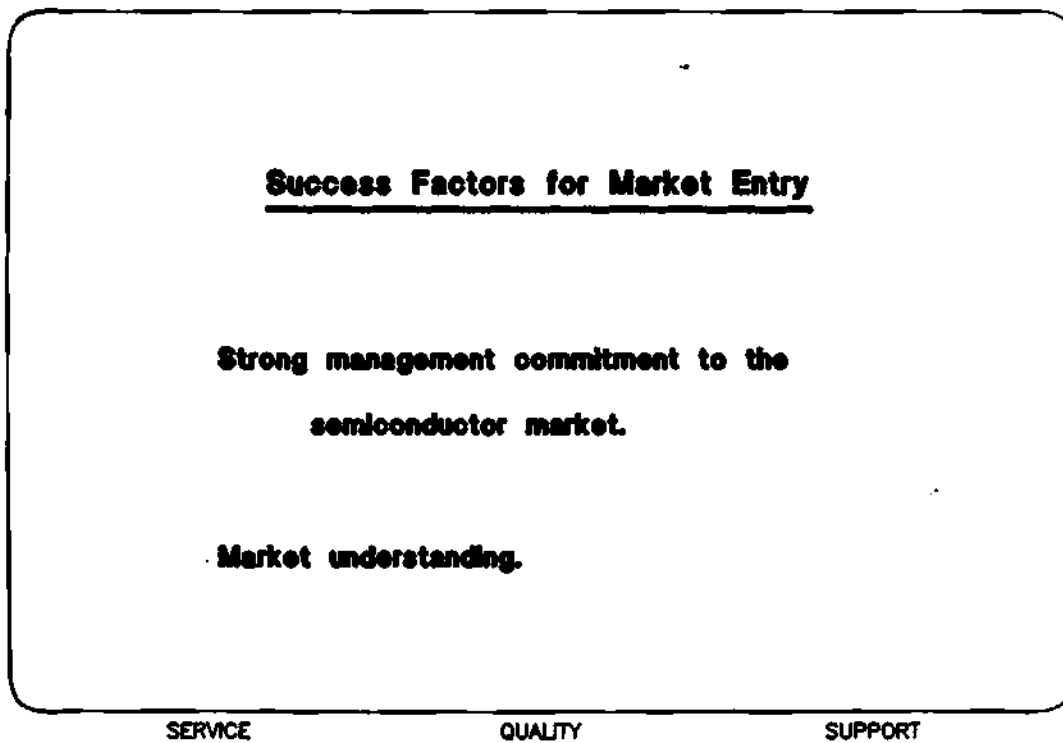 Success Factors for Market Entry
Strong management commitment to the
semiconductor market.
Market understanding.
SERVICE QUALITY SUPPORT